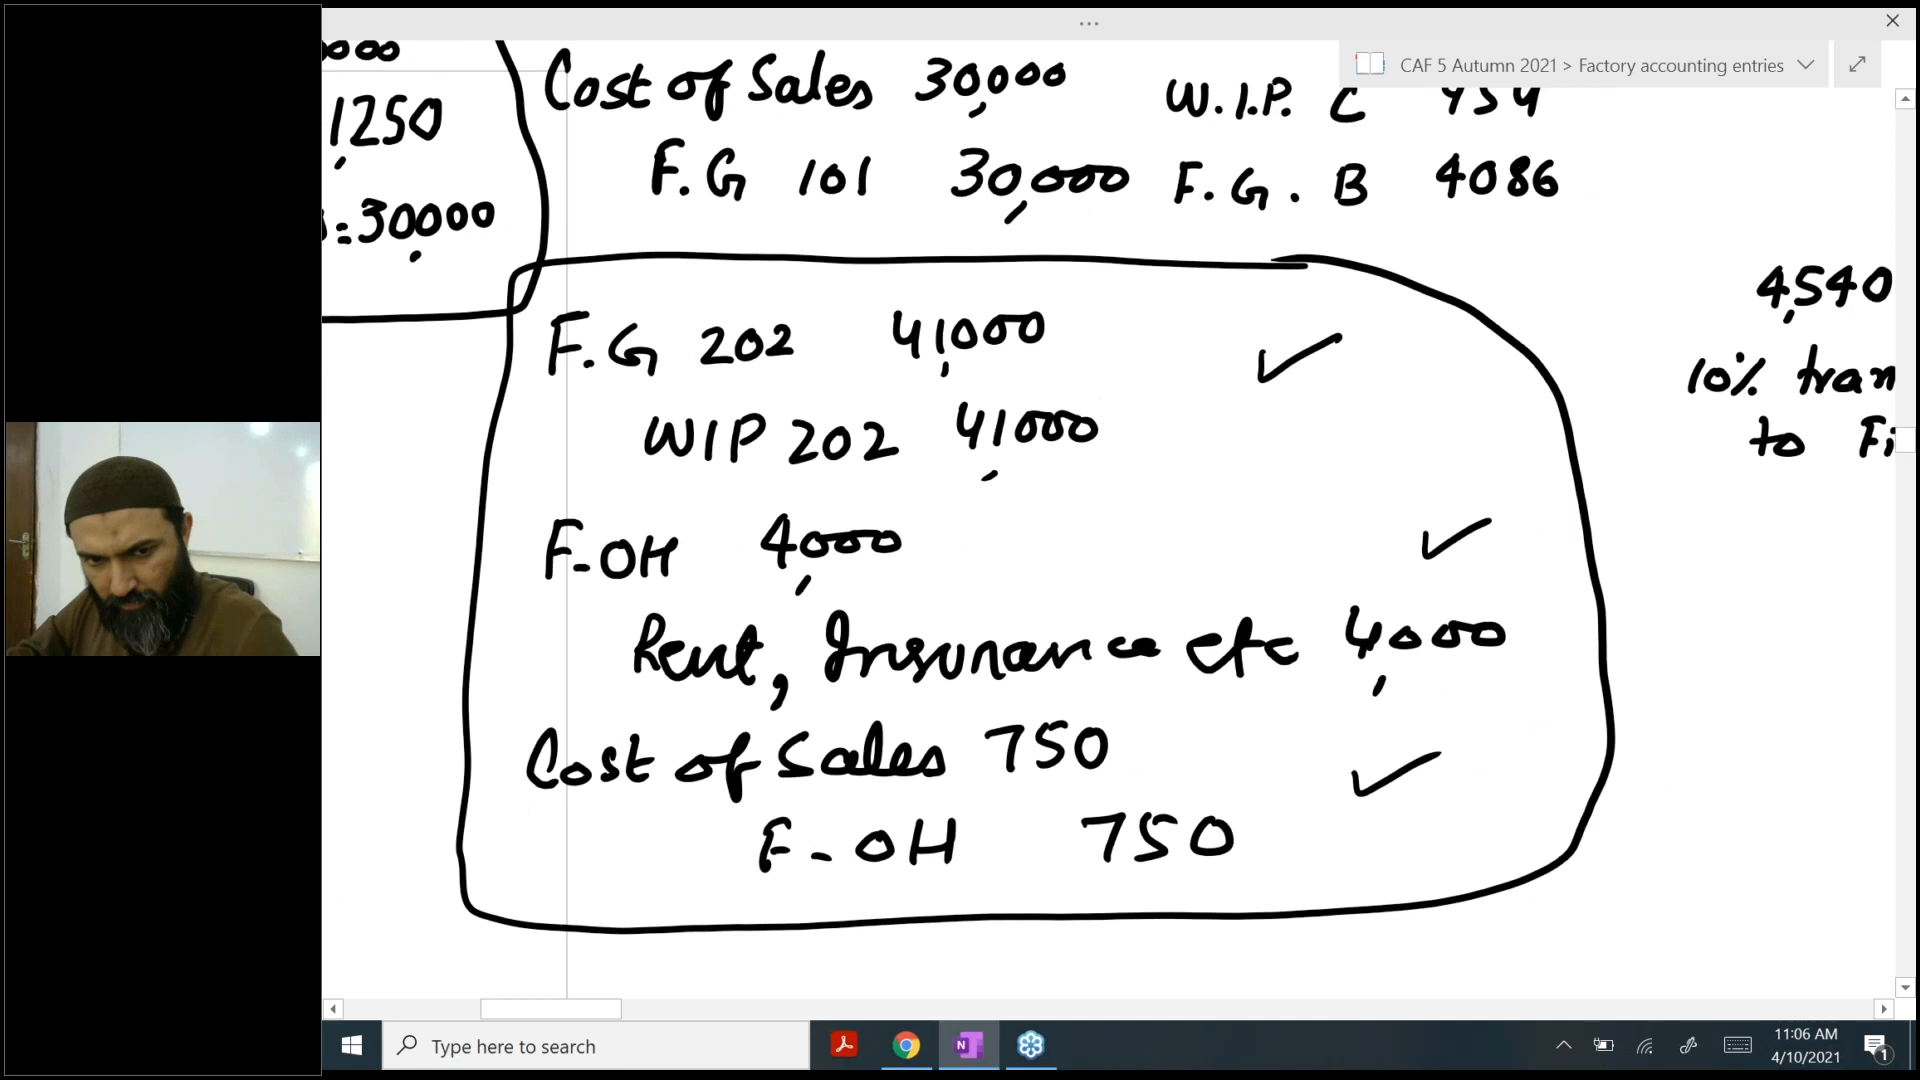 CAF 5 Autumn 2021 > Factory accounting entries
1250
=30000
Cost of Sales 30,000
F.G 101 30,000
W.I.P. C 454
F.G. B 4086
4,540
10%
to
F.G 202 41,000
WIP 202 41,000
F-OH 4,000
Rent, Insurance etc 4,000
Cost of Sales 750
F-OH 750
Type here to search
11:06 AM
4/10/2021
1